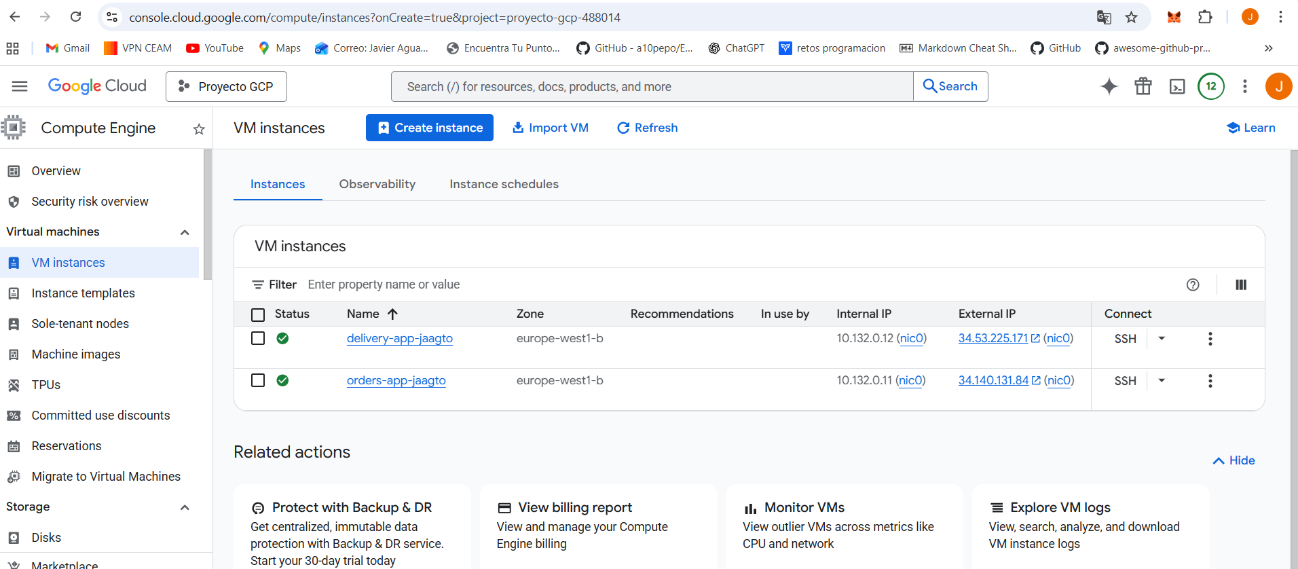 console.cloud.google.com/compute/instances?onCreate=true&project=proyecto-gcp-488014
Gmail VPN CEAM YouTube Maps Correo: Javier Agua... Encuentra Tu Punto... GitHub - a10pepo/E... ChatGPT retos programacion Markdown Cheat Sh... GitHub awesome-github-pr... »
Google Cloud Proyecto GCP Search (/) for resources, docs, products, and more Search 12 J
Compute Engine VM instances Create instance Import VM Refresh Learn
Overview
Security risk overview
Virtual machines
VM instances
Instance templates
Sole-tenant nodes
Machine images
TPUs
Committed use discounts
Reservations
Migrate to Virtual Machines
Storage
Disks
Marketplace
Instances Observability Instance schedules
VM instances
Filter Enter property name or value
Status Name Zone Recommendations In use by Internal IP External IP Connect
delivery-app-jaagto europe-west1-b 10.132.0.12 (nic0) 34.53.225.171 (nic0) SSH
orders-app-jaagto europe-west1-b 10.132.0.11 (nic0) 34.140.131.84 (nic0) SSH
Related actions
Hide
Protect with Backup & DR
Get centralized, immutable data
protection with Backup & DR service.
Start your 30-day trial today
View billing report
View and manage your Compute
Engine billing
Monitor VMs
View outlier VMs across metrics like
CPU and network
Explore VM logs
View, search, analyze, and download
VM instance logs